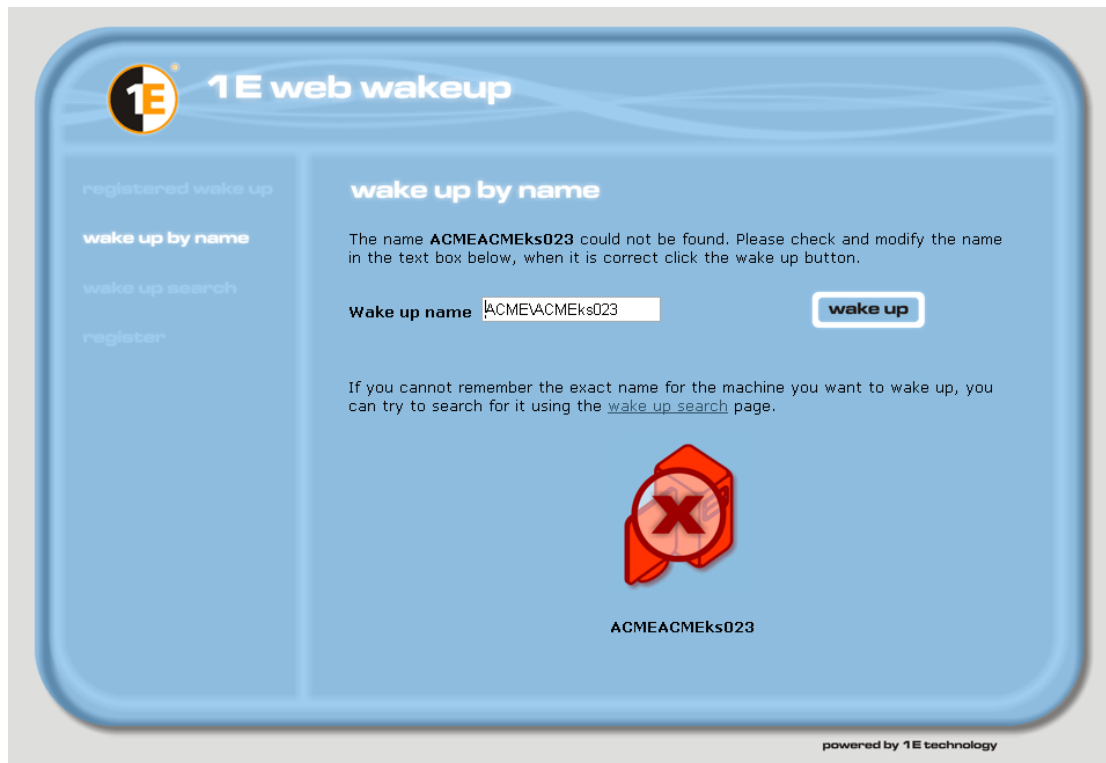 1E
1E web wakeup
registered wake up
wake up by name
wake up search
register
wake up by name
The name ACMEACMEks023 could not be found. Please check and modify the name
in the text box below, when it is correct click the wake up button.
Wake up name ACME\ACMEks023 wake up
If you cannot remember the exact name for the machine you want to wake up, you
can try to search for it using the wake up search page.
X
ACMEACMEks023
powered by 1E technology